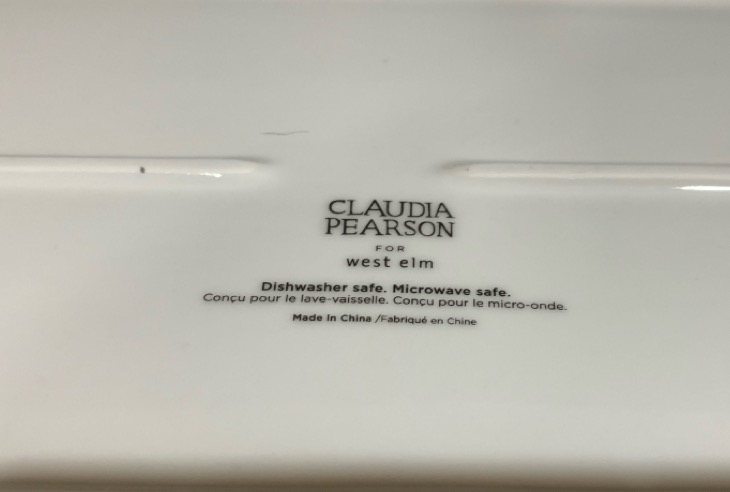 CLAUDIA
PEARSON
FOR
west elm
Dishwasher safe. Microwave safe.
Conçu pour le lave-vaisselle. Conçu pour le micro-onde.
Made in China /Fabriqué en Chine